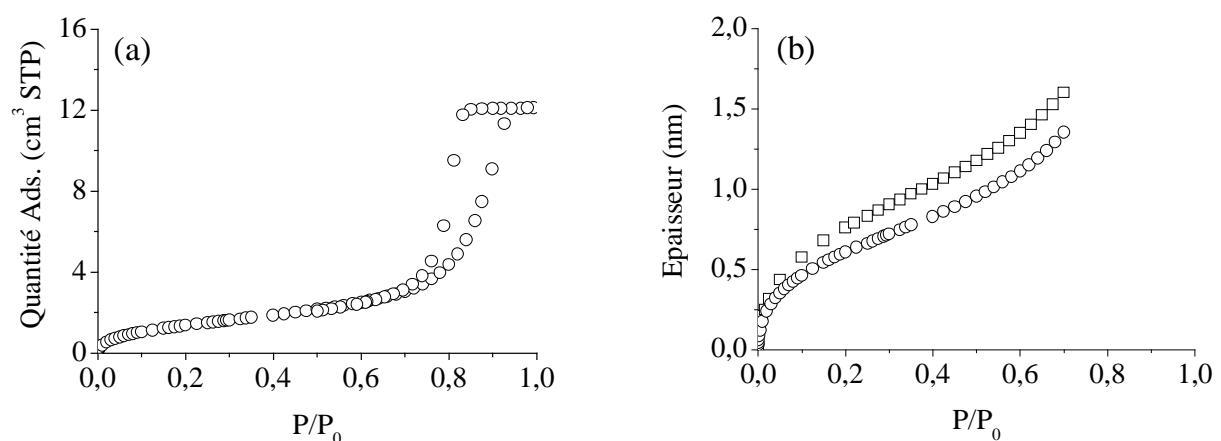 (a)
Quantité Ads. (cm³ STP)
16
12
8
4
0
0,0 0,2 0,4 0,6 0,8 1,0
P/P₀
(b)
Epaisseur (nm)
2,0
1,5
1,0
0,5
0,0
0,0 0,2 0,4 0,6 0,8 1,0
P/P₀